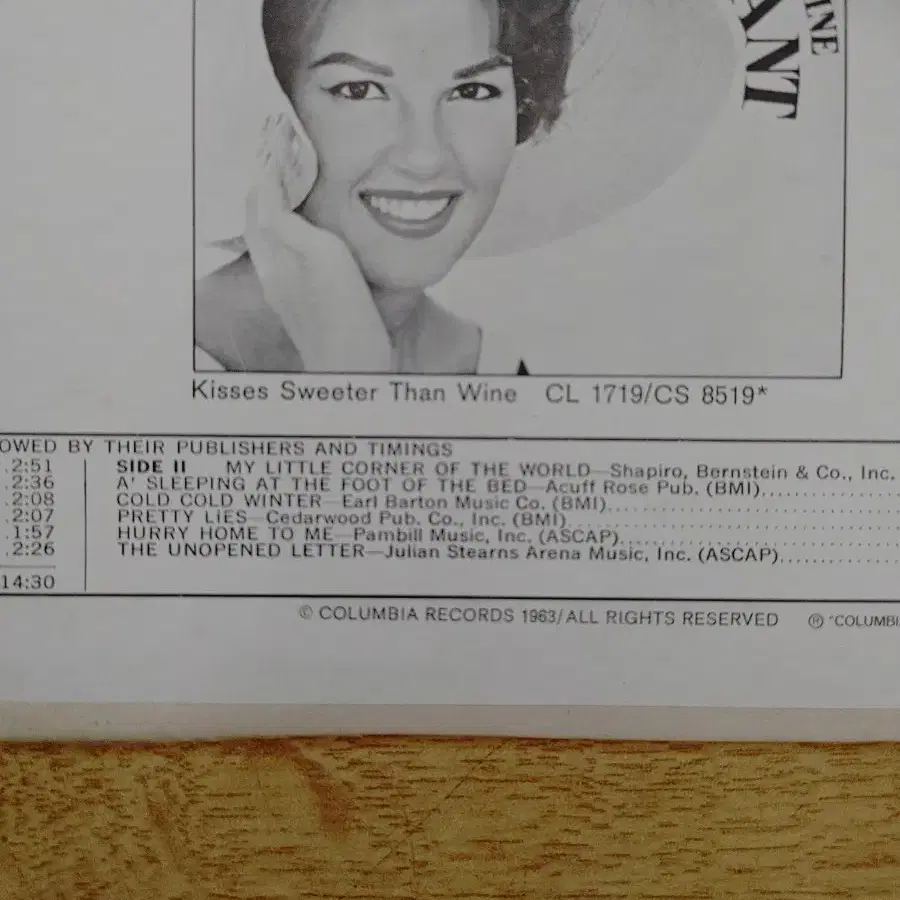 INE
ANT
Kisses Sweeter Than Wine CL 1719/CS 8519*
OWED BY THEIR PUBLISHERS AND TIMINGS
.2:51 SIDE II MY LITTLE CORNER OF THE WORLD—Shapiro, Bernstein & Co., Inc.
.2:36 A' SLEEPING AT THE FOOT OF THE BED—Acuff Rose Pub. (BMI)
.2:08 COLD COLD WINTER—Earl Barton Music Co. (BMI)
.2:07 PRETTY LIES—Cedarwood Pub. Co., Inc. (BMI)
.1:57 HURRY HOME TO ME—Pambill Music, Inc. (ASCAP)
.2:26 THE UNOPENED LETTER—Julian Stearns Arena Music, Inc. (ASCAP)
14:30
© COLUMBIA RECORDS 1963/ALL RIGHTS RESERVED ® "COLUMBIA